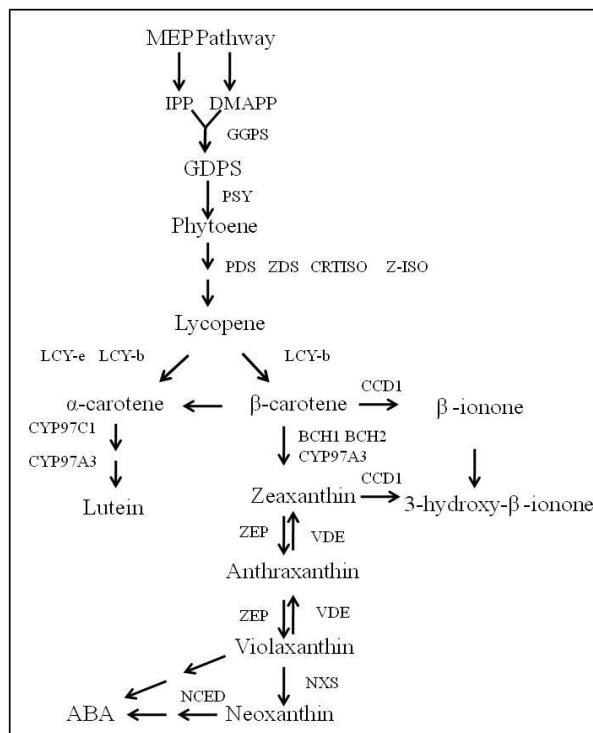 MEP Pathway
IPP DMAPP
GGPS
GDPS
PSY
Phytoene
PDS ZDS CRTISO Z-ISO
Lycopene
LCY-e LCY-b LCY-b
CCD1
α-carotene β-carotene β-ionone
CYP97C1 BCH1 BCH2
CYP97A3 CYP97A3
CCD1
Lutein Zeaxanthin 3-hydroxy-β-ionone
ZEP VDE
Anthraxanthin
ZEP VDE
Violaxanthin
NXS
NCED
ABA Neoxanthin